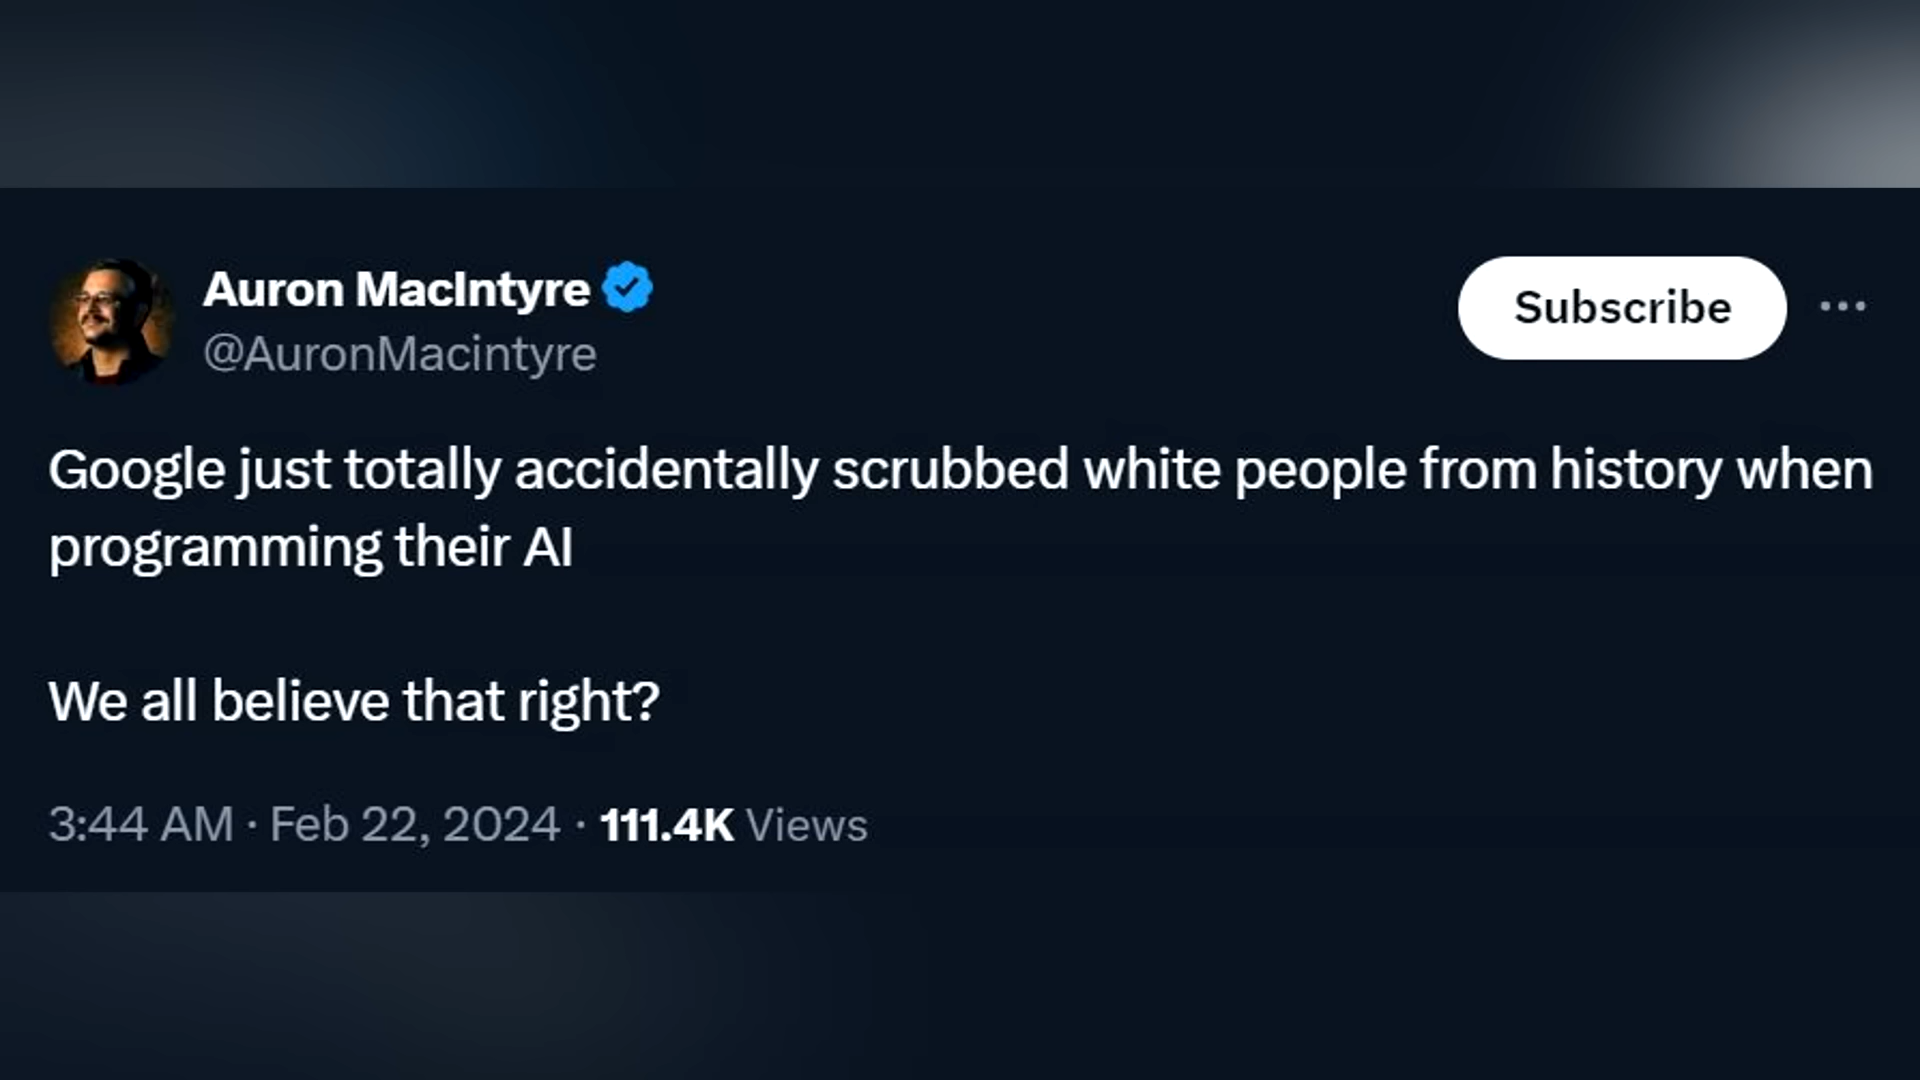 Auron MacIntyre
@AuronMacintyre
Subscribe
Google just totally accidentally scrubbed white people from history when
programming their AI
We all believe that right?
3:44 AM · Feb 22, 2024 · 111.4K Views